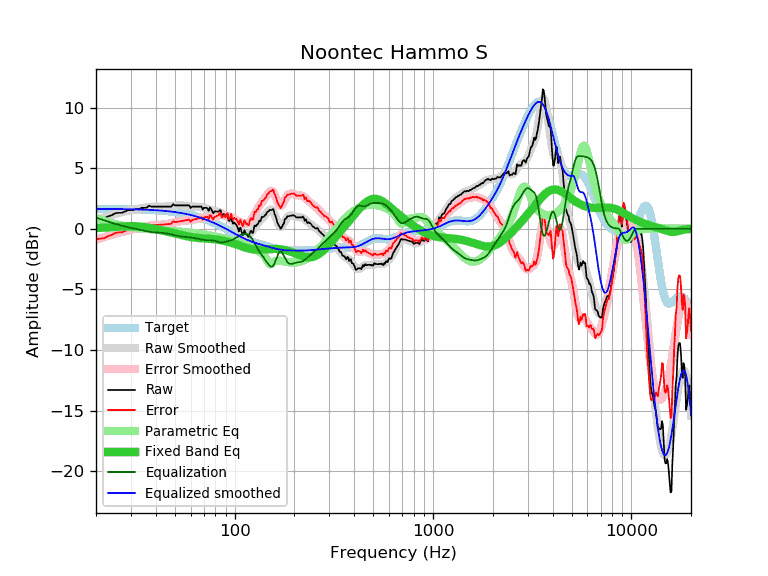 Noontec Hammo S
10
5
0
−5
−10
−15
−20
Amplitude (dBr)
Target
Raw Smoothed
Error Smoothed
Raw
Error
Parametric Eq
Fixed Band Eq
Equalization
Equalized smoothed
100
1000
10000
Frequency (Hz)